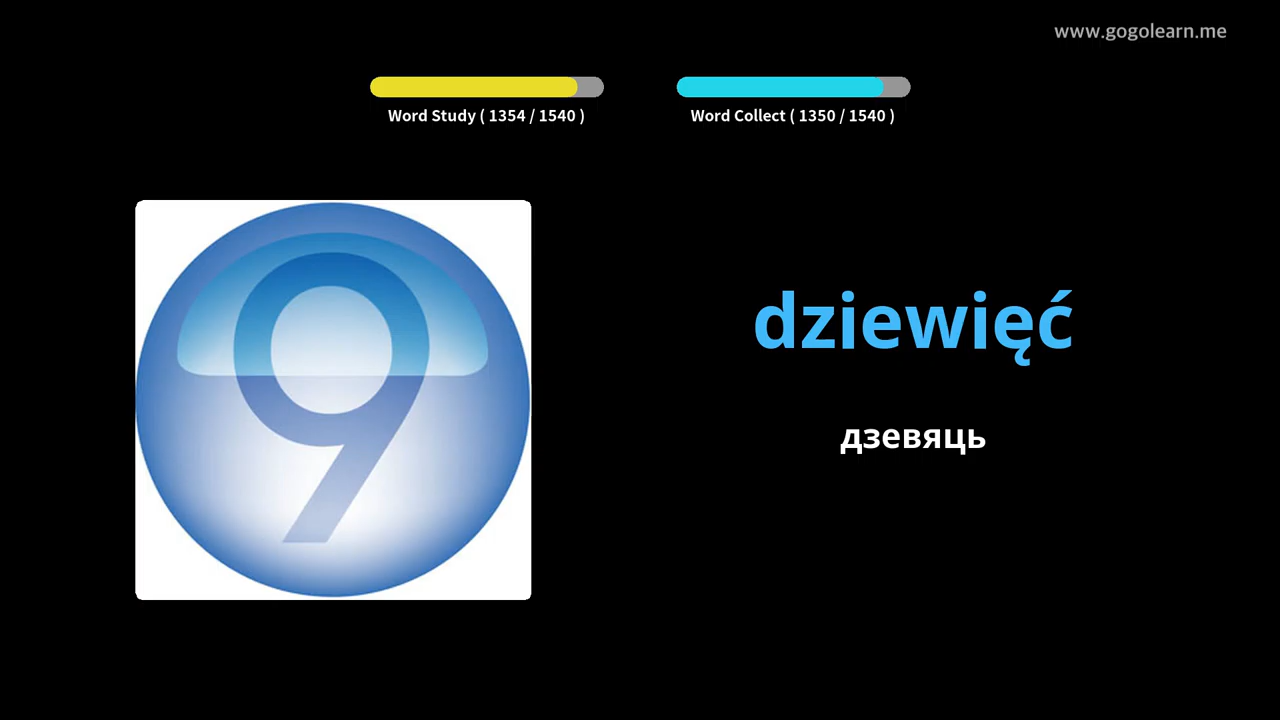 www.gogolearn.me
Word Study ( 1354 / 1540 )
Word Collect ( 1350 / 1540 )
9
dziewięć
дзевяць